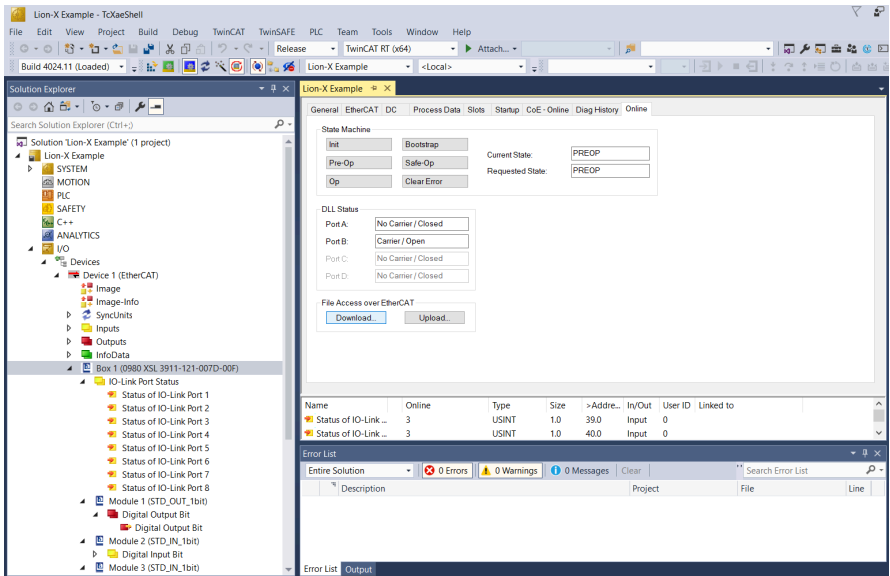 Lion-X Example - TcXaeShell
File Edit View Project Build Debug TwinCAT TwinSAFE PLC Team Tools Window Help
Release TwinCAT RT (x64) Attach...
Build 4024.11 (Loaded) Lion-X Example <Local>
Solution Explorer
Search Solution Explorer (Ctrl+;)
Solution 'Lion-X Example' (1 project)
Lion-X Example
SYSTEM
MOTION
PLC
SAFETY
C++
ANALYTICS
I/O
Devices
Device 1 (EtherCAT)
Image
Image-Info
SyncUnits
Inputs
Outputs
InfoData
Box 1 (0980 XSL 3911-121-007D-00F)
IO-Link Port Status
Status of IO-Link Port 1
Status of IO-Link Port 2
Status of IO-Link Port 3
Status of IO-Link Port 4
Status of IO-Link Port 5
Status of IO-Link Port 6
Status of IO-Link Port 7
Status of IO-Link Port 8
Module 1 (STD_OUT_1bit)
Digital Output Bit
Digital Output Bit
Module 2 (STD_IN_1bit)
Digital Input Bit
Module 3 (STD_IN_1bit)
Lion-X Example
General EtherCAT DC Process Data Slots Startup CoE - Online Diag History Online
State Machine
Init Bootstrap
Pre-Op Safe-Op
Op Clear Error
Current State: PREOP
Requested State: PREOP
DLL Status
Port A: No Carrier / Closed
Port B: Carrier / Open
Port C: No Carrier / Closed
Port D: No Carrier / Closed
File Access over EtherCAT
Download... Upload...
Name Online Type Size >Addre... In/Out User ID Linked to
Status of IO-Link ... 3 USINT 1.0 39.0 Input 0
Status of IO-Link ... 3 USINT 1.0 40.0 Input 0
Error List
Entire Solution 0 Errors 0 Warnings 0 Messages Clear Search Error List
Description Project File Line
Error List Output